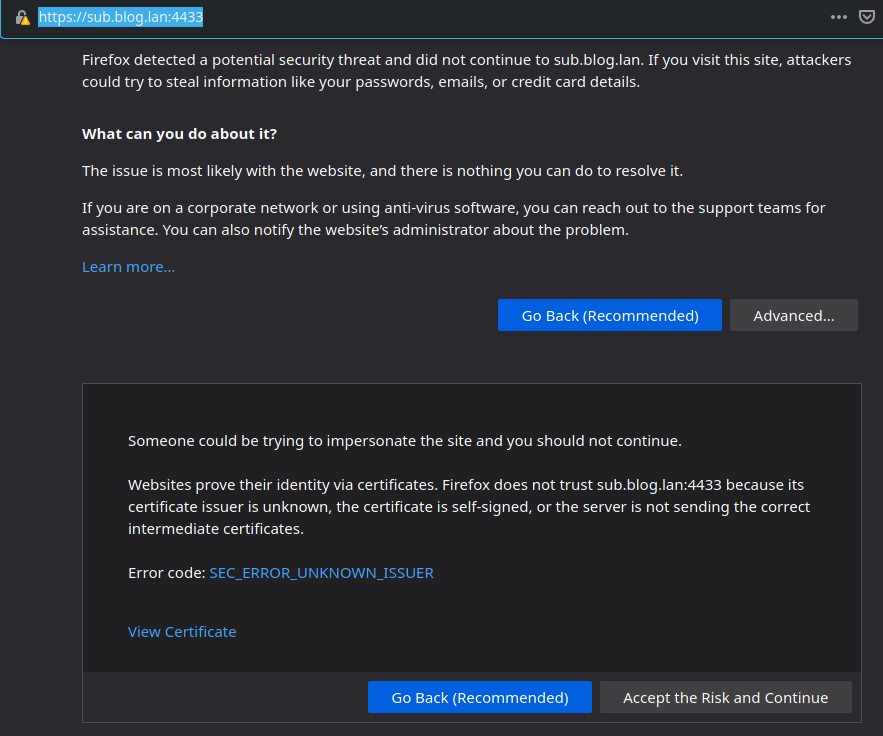 https://sub.blog.lan:4433
Firefox detected a potential security threat and did not continue to sub.blog.lan. If you visit this site, attackers
could try to steal information like your passwords, emails, or credit card details.
What can you do about it?
The issue is most likely with the website, and there is nothing you can do to resolve it.
If you are on a corporate network or using anti-virus software, you can reach out to the support teams for
assistance. You can also notify the website’s administrator about the problem.
Learn more…
Go Back (Recommended)
Advanced…
Someone could be trying to impersonate the site and you should not continue.
Websites prove their identity via certificates. Firefox does not trust sub.blog.lan:4433 because its
certificate issuer is unknown, the certificate is self-signed, or the server is not sending the correct
intermediate certificates.
Error code: SEC_ERROR_UNKNOWN_ISSUER
View Certificate
Go Back (Recommended)
Accept the Risk and Continue